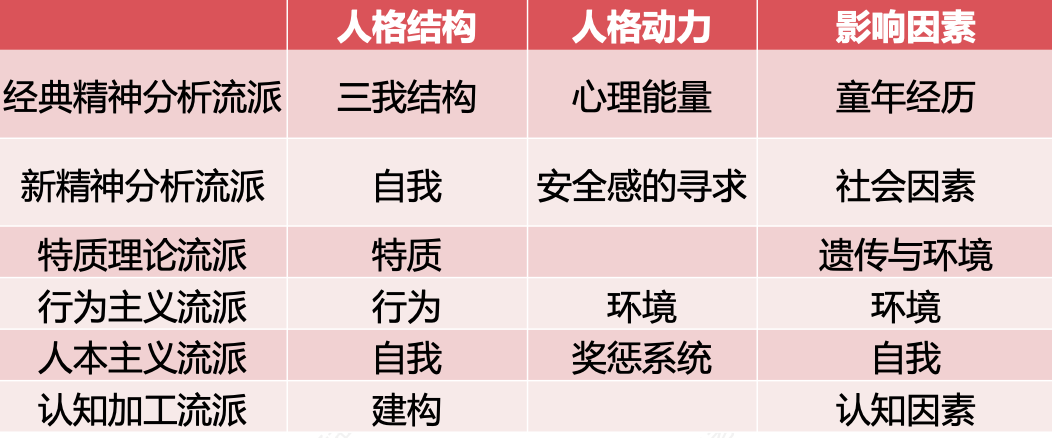 人格结构 人格动力 影响因素
经典精神分析流派 三我结构 心理能量 童年经历
新精神分析流派 自我 安全感的寻求 社会因素
特质理论流派 特质 遗传与环境
行为主义流派 行为 环境 环境
人本主义流派 自我 奖惩系统 自我
认知加工流派 建构 认知因素